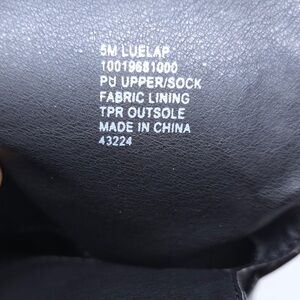 5M LUELAP
10019681000
PU UPPER/SOCK
FABRIC LINING
TPR OUTSOLE
MADE IN CHINA
43224